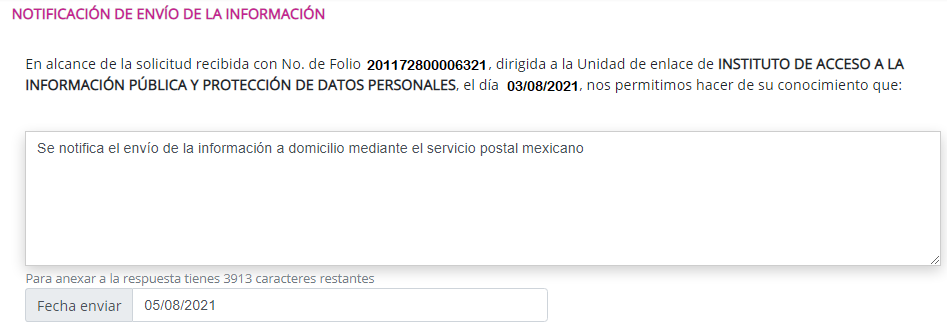 NOTIFICACIÓN DE ENVÍO DE LA INFORMACIÓN
En alcance de la solicitud recibida con No. de Folio 201172800006321, dirigida a la Unidad de enlace de INSTITUTO DE ACCESO A LA
INFORMACIÓN PÚBLICA Y PROTECCIÓN DE DATOS PERSONALES, el día 03/08/2021, nos permitimos hacer de su conocimiento que:
Se notifica el envío de la información a domicilio mediante el servicio postal mexicano
Para anexar a la respuesta tienes 3913 caracteres restantes
Fecha enviar 05/08/2021